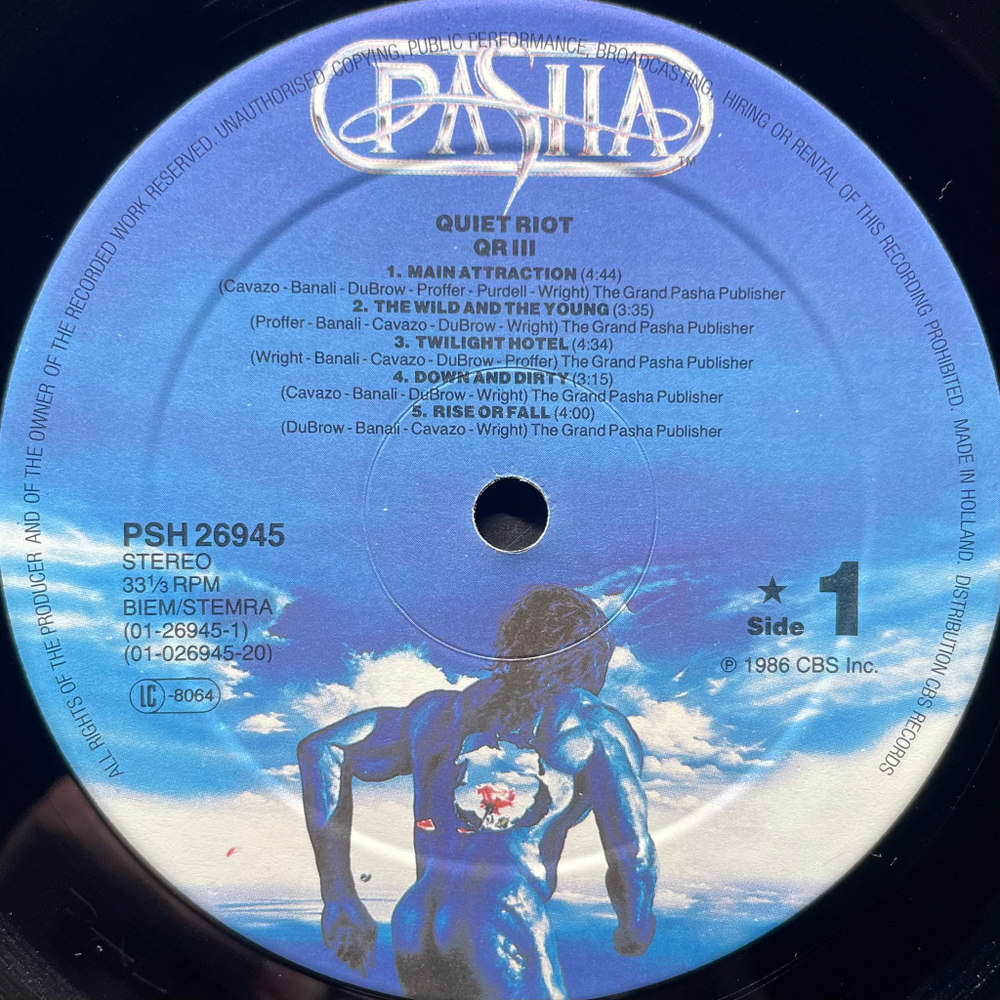 PASHA
TM
QUIET RIOT
QR III
1. MAIN ATTRACTION (4:44)
(Cavazo - Banali - DuBrow - Proffer - Purdell - Wright) The Grand Pasha Publisher
2. THE WILD AND THE YOUNG (3:35)
(Proffer - Banali - Cavazo - DuBrow - Wright) The Grand Pasha Publisher
3. TWILIGHT HOTEL (4:34)
(Wright - Banali - Cavazo - DuBrow - Proffer) The Grand Pasha Publisher
4. DOWN AND DIRTY (3:15)
(Cavazo - Banali - DuBrow - Wright) The Grand Pasha Publisher
5. RISE OR FALL (4:00)
(DuBrow - Banali - Cavazo - Wright) The Grand Pasha Publisher
PSH 26945
STEREO
33⅓ RPM
BIEM/STEMRA
(01-26945-1)
(01-026945-20)
LC -8064
★
Side 1
℗ 1986 CBS Inc.
ALL RIGHTS OF THE PRODUCER AND OF THE OWNER OF THE RECORDED WORK RESERVED. UNAUTHORISED COPYING, PUBLIC PERFORMANCE, BROADCASTING, HIRING OR RENTAL OF THIS RECORDING PROHIBITED. MADE IN HOLLAND. DISTRIBUTION CBS RECORDS